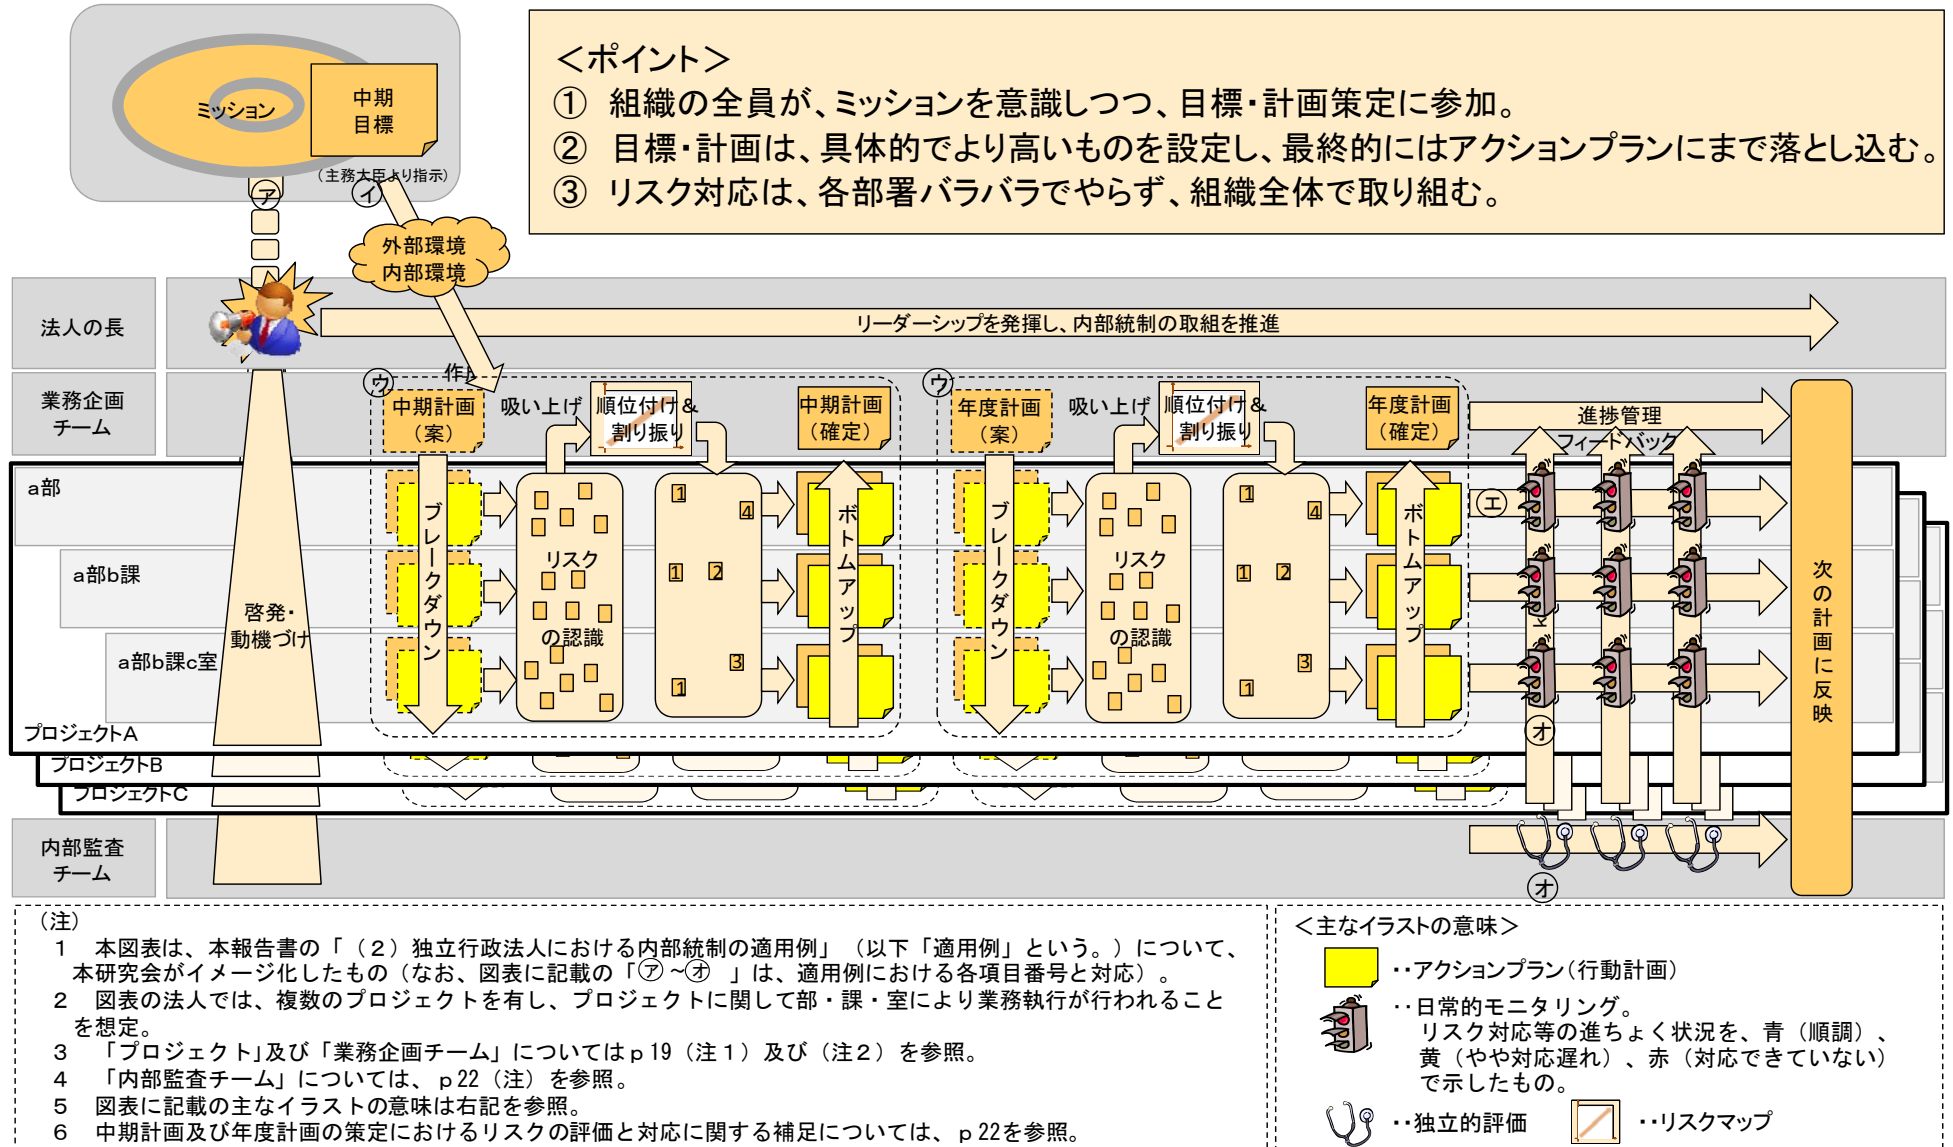 ミッション
中期
目標
(主務大臣より指示)
㋐
㋑
外部環境
内部環境
＜ポイント＞
① 組織の全員が、ミッションを意識しつつ、目標・計画策定に参加。
② 目標・計画は、具体的でより高いものを設定し、最終的にはアクションプランにまで落とし込む。
③ リスク対応は、各部署バラバラでやらず、組織全体で取り組む。
法人の長
リーダーシップを発揮し、内部統制の取組を推進
業務企画
チーム
㋒
中期計画
(案)
吸い上げ
順位付け&
割り振り
中期計画
(確定)
㋒
年度計画
(案)
吸い上げ
順位付け&
割り振り
年度計画
(確定)
進捗管理
フィードバック
a部
a部b課
a部b課c室
啓発・
動機づけ
ブレークダウン
リスク
の認識
1
4
1
2
3
1
ボトムアップ
ブレークダウン
リスク
の認識
1
4
1
2
3
1
ボトムアップ
㋓
㋔
次の計画に反映
プロジェクトA
プロジェクトB
プロジェクトC
内部監査
チーム
㋔
(注)
1 本図表は、本報告書の「(2)独立行政法人における内部統制の適用例」(以下「適用例」という。)について、
本研究会がイメージ化したもの(なお、図表に記載の「㋐~㋔ 」は、適用例における各項目番号と対応)。
2 図表の法人では、複数のプロジェクトを有し、プロジェクトに関して部・課・室により業務執行が行われること
を想定。
3 「プロジェクト」及び「業務企画チーム」についてはp19(注1)及び(注2)を参照。
4 「内部監査チーム」については、p22(注)を参照。
5 図表に記載の主なイラストの意味は右記を参照。
6 中期計画及び年度計画の策定におけるリスクの評価と対応に関する補足については、p22を参照。
＜主なイラストの意味＞
・・アクションプラン(行動計画)
・・日常的モニタリング。
リスク対応等の進ちょく状況を、青(順調)、
黄(やや対応遅れ)、赤(対応できていない)
で示したもの。
・・独立的評価
・・リスクマップ